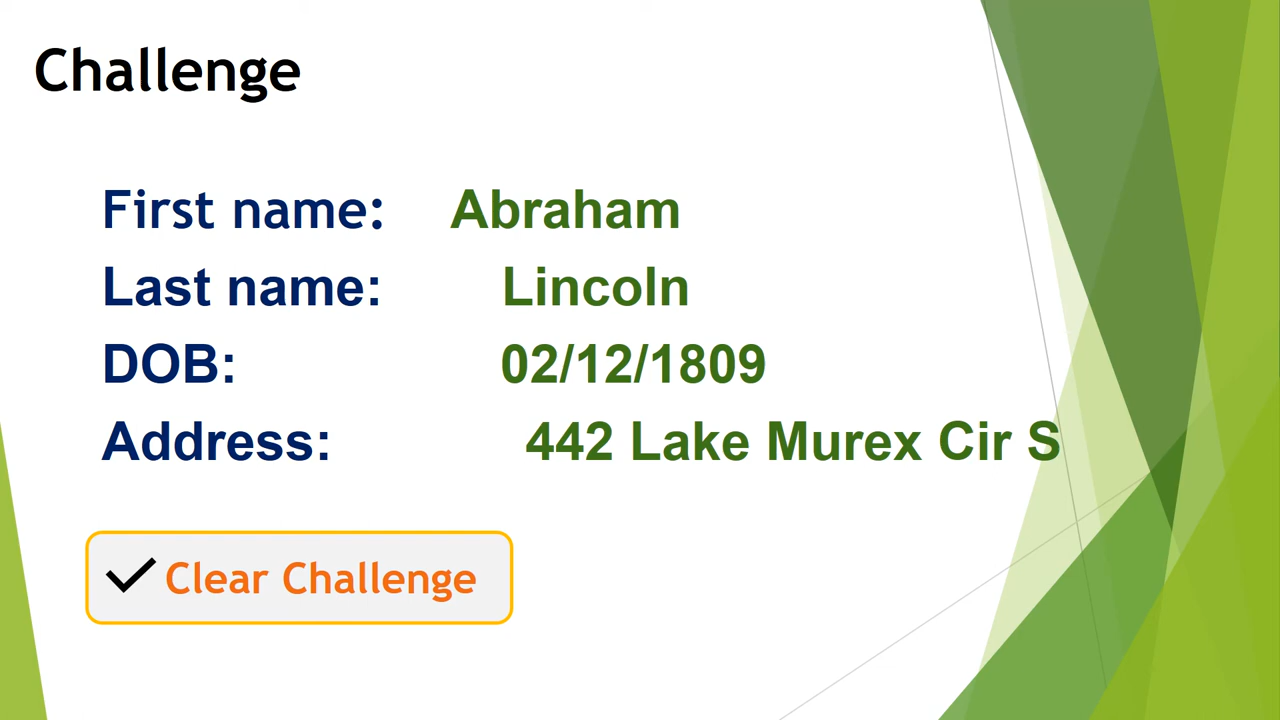 Challenge
First name: Abraham
Last name: Lincoln
DOB: 02/12/1809
Address: 442 Lake Murex Cir S
Clear Challenge